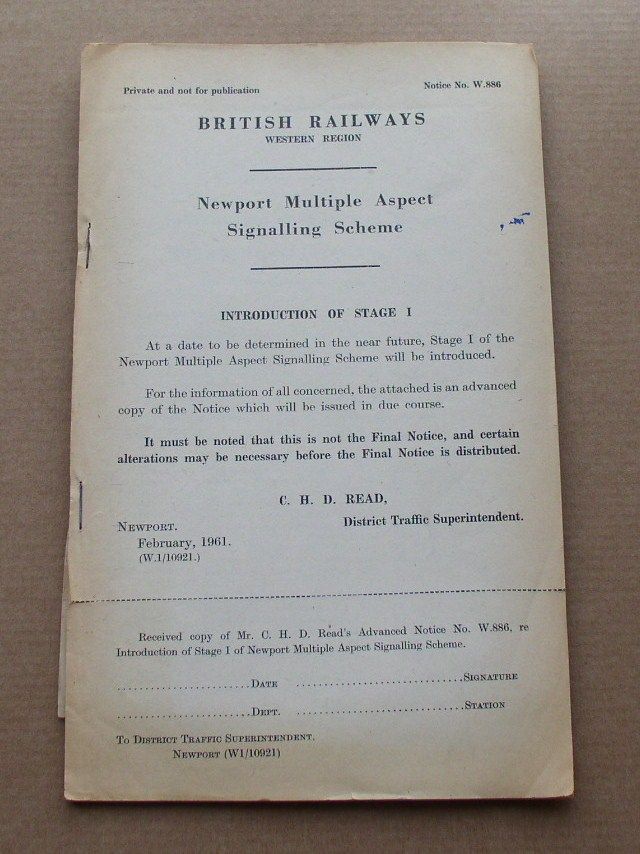 Private and not for publication
Notice No. W.886
BRITISH RAILWAYS
WESTERN REGION
Newport Multiple Aspect
Signalling Scheme
INTRODUCTION OF STAGE I
At a date to be determined in the near future, Stage I of the
Newport Multiple Aspect Signalling Scheme will be introduced.
For the information of all concerned, the attached is an advanced
copy of the Notice which will be issued in due course.
It must be noted that this is not the Final Notice, and certain
alterations may be necessary before the Final Notice is distributed.
C. H. D. READ,
District Traffic Superintendent.
NEWPORT.
February, 1961.
(W.1/10921.)
Received copy of Mr. C. H. D. Read's Advanced Notice No. W.886, re
Introduction of Stage I of Newport Multiple Aspect Signalling Scheme.
........................DATE ..............................SIGNATURE
........................DEPT. ..............................STATION
To DISTRICT TRAFFIC SUPERINTENDENT.
NEWPORT (W1/10921)